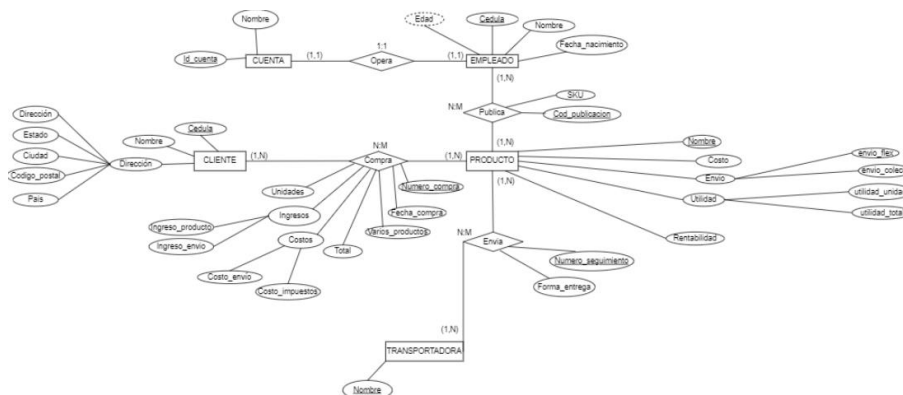 Nombre
Edad
Cedula
Nombre
Id_cuenta
CUENTA
(1,1)
1:1
Opera
(1,1)
EMPLEADO
Fecha_nacimiento
(1,N)
N:M
Publica
SKU
Cod_publicacion
(1,N)
Dirección
Estado
Ciudad
Codigo_postal
Pais
Dirección
Nombre
Cedula
CLIENTE
(1,N)
N:M
Compra
(1,N)
PRODUCTO
(1,N)
Nombre
Costo
Envio
envio_flex
envio_colec
Utilidad
utilidad_unidad
utilidad_total
Rentabilidad
Unidades
Ingresos
Ingreso_producto
Ingreso_envio
Costos
Costo_envio
Costo_impuestos
Total
Varios_productos
Fecha_compra
Numero_compra
N:M
Envia
Numero_seguimiento
Forma_entrega
(1,N)
TRANSPORTADORA
Nombre